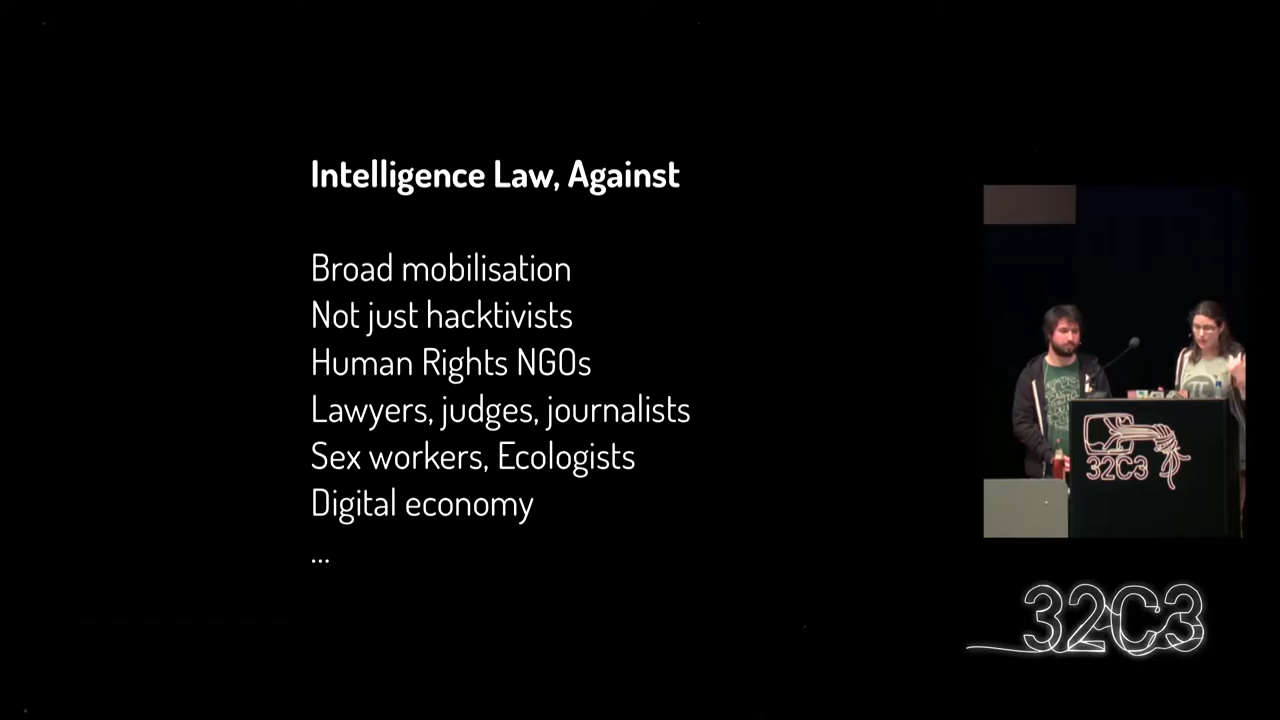 Intelligence Law, Against
Broad mobilisation
Not just hacktivists
Human Rights NGOs
Lawyers, judges, journalists
Sex workers, Ecologists
Digital economy
...
32C3
32C3